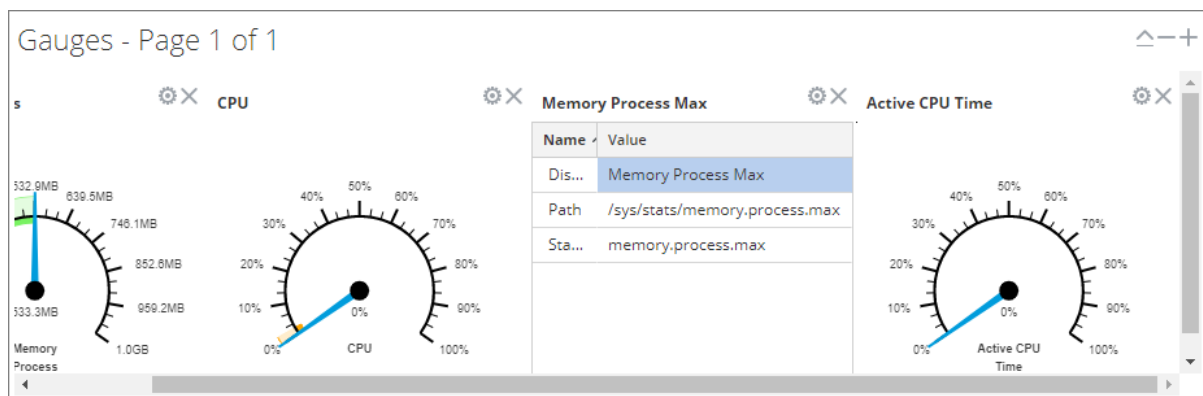 Gauges - Page 1 of 1
s
CPU
Memory Process Max
Active CPU Time
Name
Value
Dis...
Memory Process Max
Path
/sys/stats/memory.process.max
Sta...
memory.process.max
532.9MB
639.5MB
746.1MB
852.6MB
959.2MB
1.0GB
533.3MB
Memory
Process
0%
10%
20%
30%
40%
50%
60%
70%
80%
90%
100%
0%
CPU
0%
10%
20%
30%
40%
50%
60%
70%
80%
90%
100%
0%
Active CPU
Time